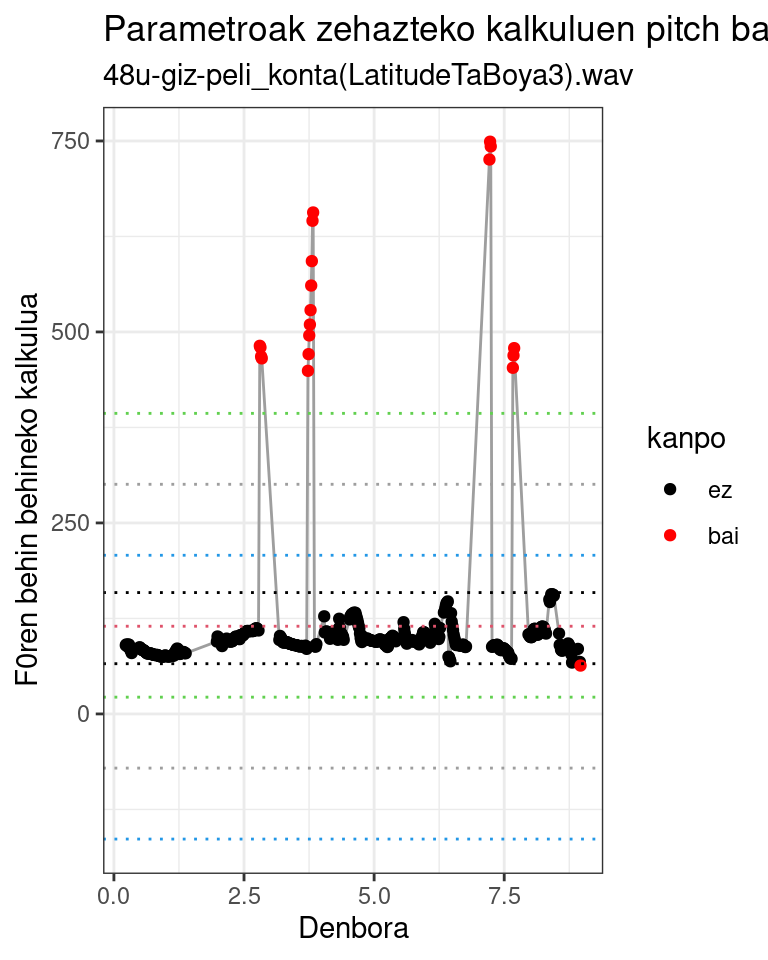 Parametroak zehazteko kalkuluen pitch ba
48u-giz-peli_konta(LatitudeTaBoya3).wav
750
500
250
0
F0ren behin behineko kalkulua
0.0 2.5 5.0 7.5
Denbora
kanpo
ez
bai